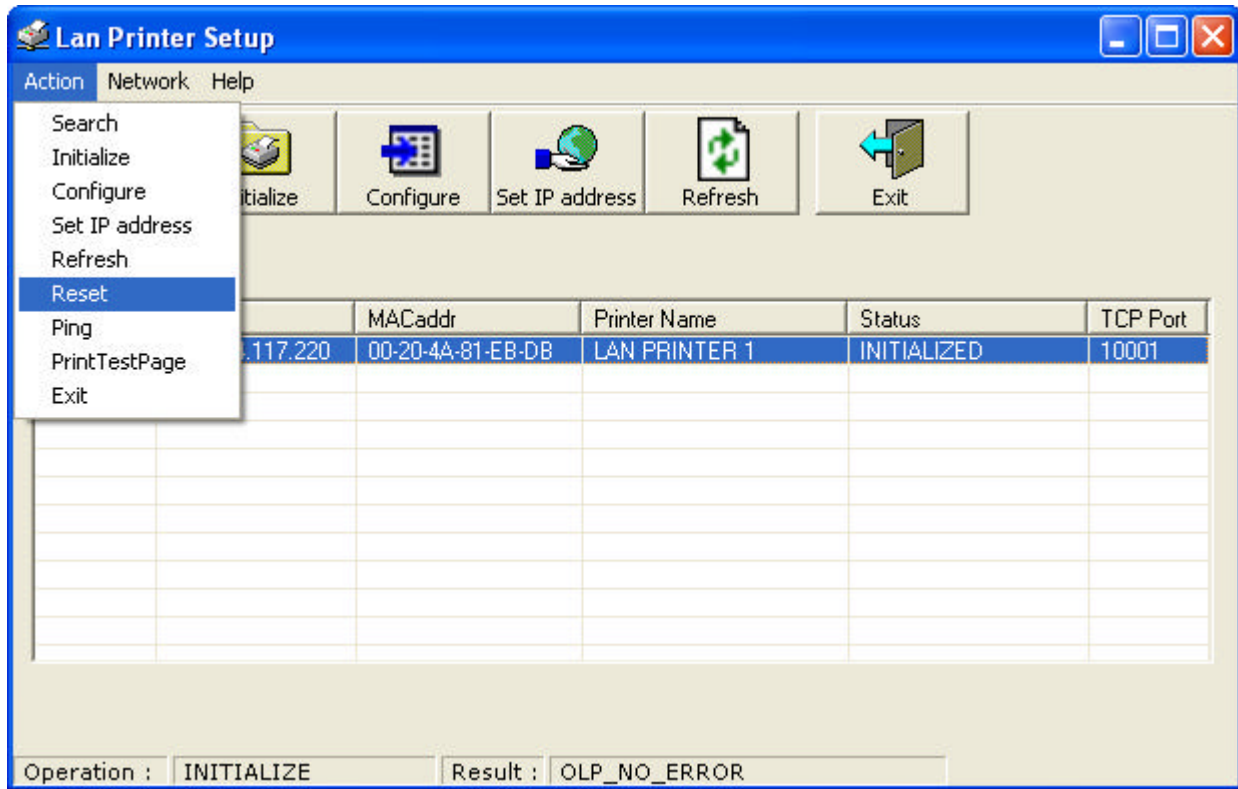 Lan Printer Setup
Action Network Help
Search
Initialize
Configure
Set IP address
Refresh
Reset
Ping
PrintTestPage
Exit
itialize Configure Set IP address Refresh Exit
MACaddr Printer Name Status TCP Port
.117.220 00-20-4A-81-EB-DB LAN PRINTER 1 INITIALIZED 10001
Operation : INITIALIZE Result : OLP_NO_ERROR